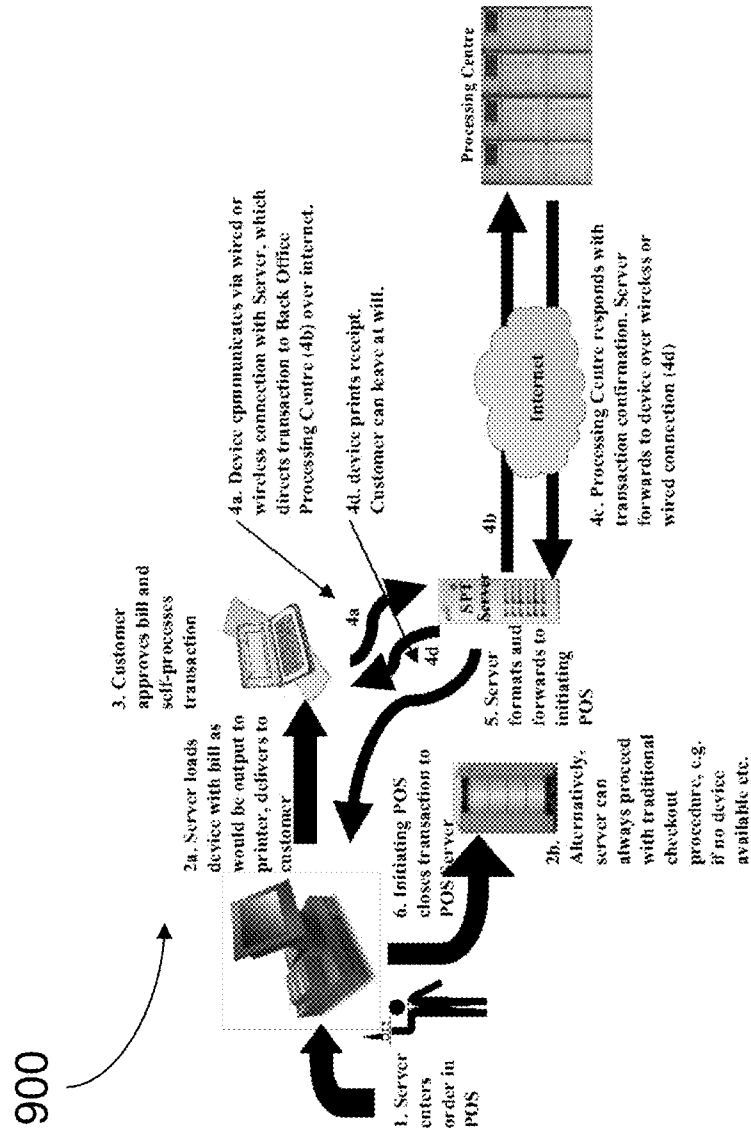 900
1. Server
enters
order in
POS
2a. Server loads
device with bill as
would be output to
printer, delivers to
customer
3. Customer
approves bill and
self-processes
transaction
4a. Device communicates via wired or
wireless connection with Server, which
directs transaction to Back Office
Processing Centre (4b) over internet.
4d. device prints receipt.
Customer can leave at will.
4a
4d
SPT
Server
4b
Internet
Processing Centre
4c. Processing Centre responds with
transaction confirmation. Server
forwards to device over wireless or
wired connection (4d)
5. Server
formats and
forwards to
initiating
POS
6. Initiating POS
closes transaction to
POS Server
2b.
Alternatively,
server can
always proceed
with traditional
checkout
procedure, e.g.
if no device
available etc.